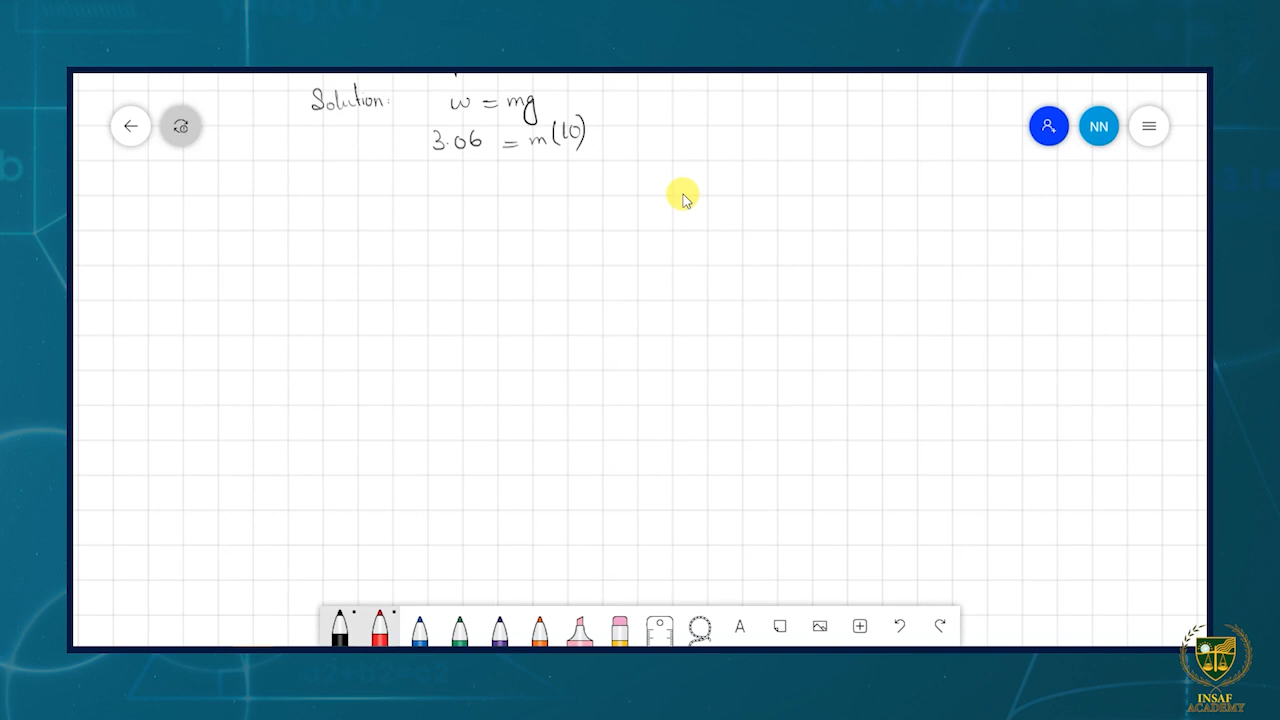 Solution: w = mg
3.06 = m(10)
NN
A
INSAF
ACADEMY